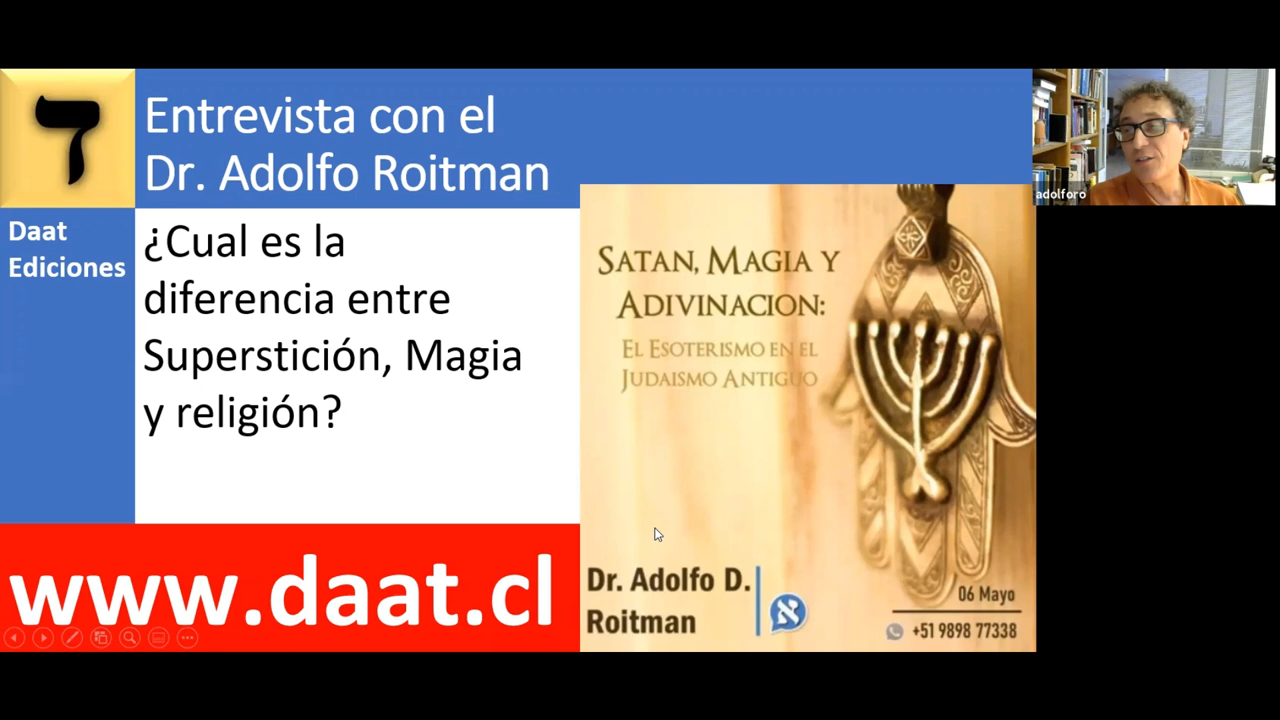 Entrevista con el
Dr. Adolfo Roitman
ד
Daat
Ediciones
¿Cual es la
diferencia entre
Superstición, Magia
y religión?
www.daat.cl
SATAN, MAGIA Y
ADIVINACION:
EL ESOTERISMO EN EL
JUDAISMO ANTIGUO
Dr. Adolfo D.
Roitman
א
06 Mayo
+51 9898 77338
adolforo